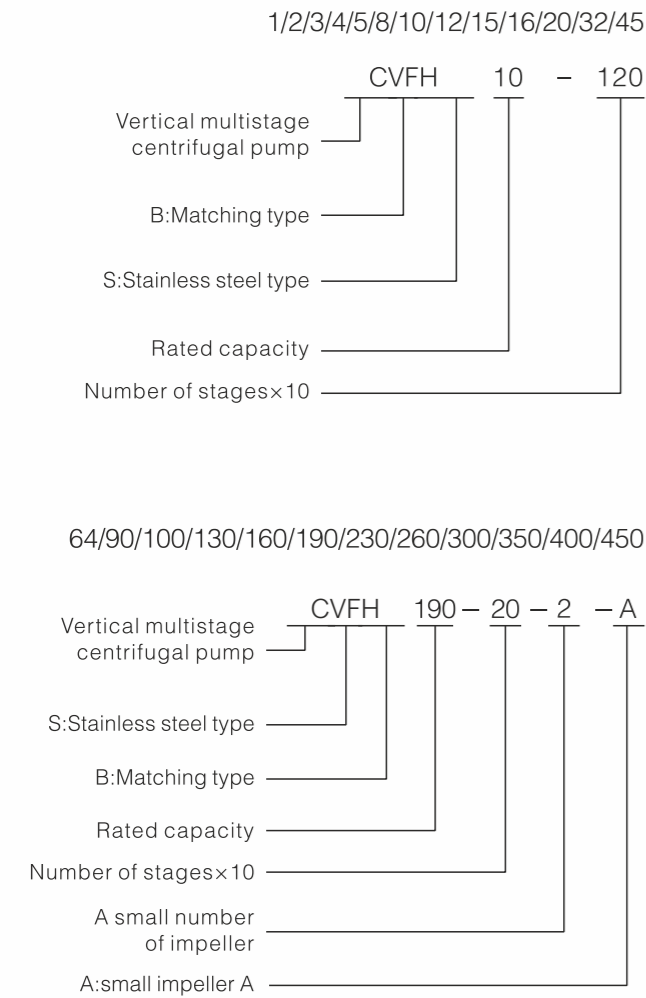 1/2/3/4/5/8/10/12/15/16/20/32/45
CVFH 10 – 120
Vertical multistage
centrifugal pump
B:Matching type
S:Stainless steel type
Rated capacity
Number of stages×10
64/90/100/130/160/190/230/260/300/350/400/450
CVFH 190 – 20 – 2 – A
Vertical multistage
centrifugal pump
S:Stainless steel type
B:Matching type
Rated capacity
Number of stages×10
A small number
of impeller
A:small impeller A